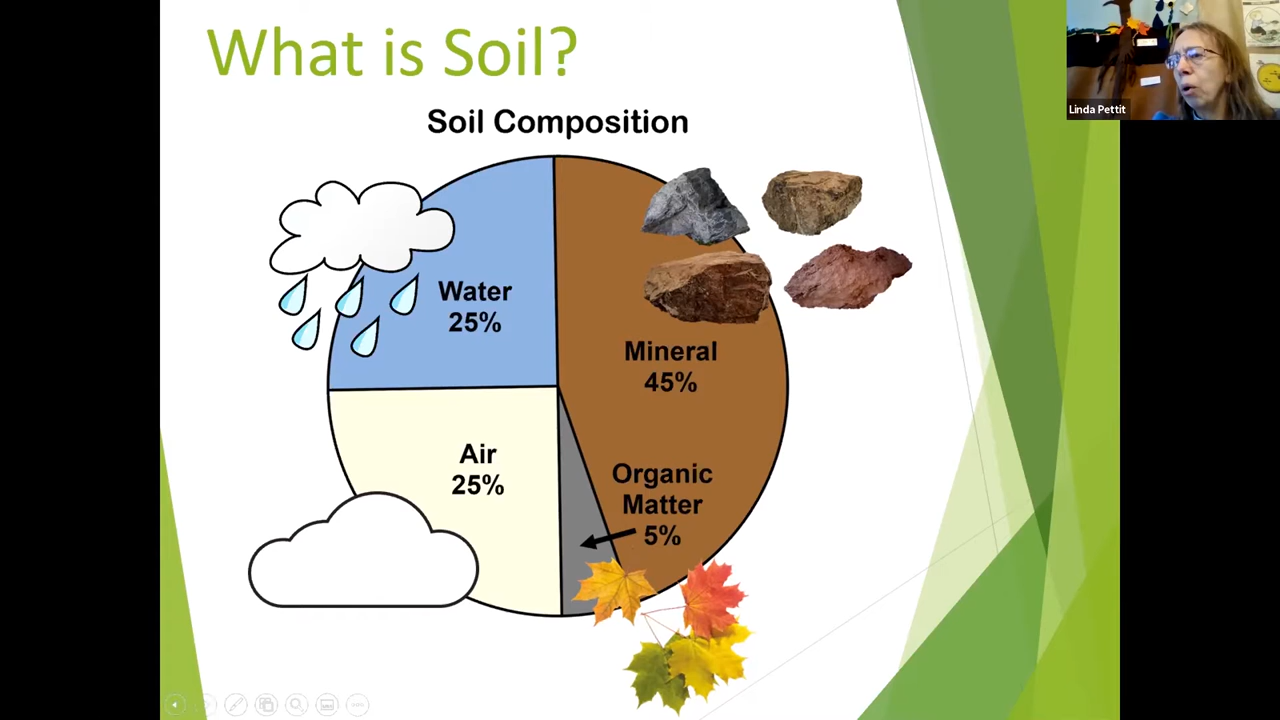 What is Soil?
Soil Composition
Water
25%
Mineral
45%
Air
25%
Organic
Matter
5%
Linda Pettit